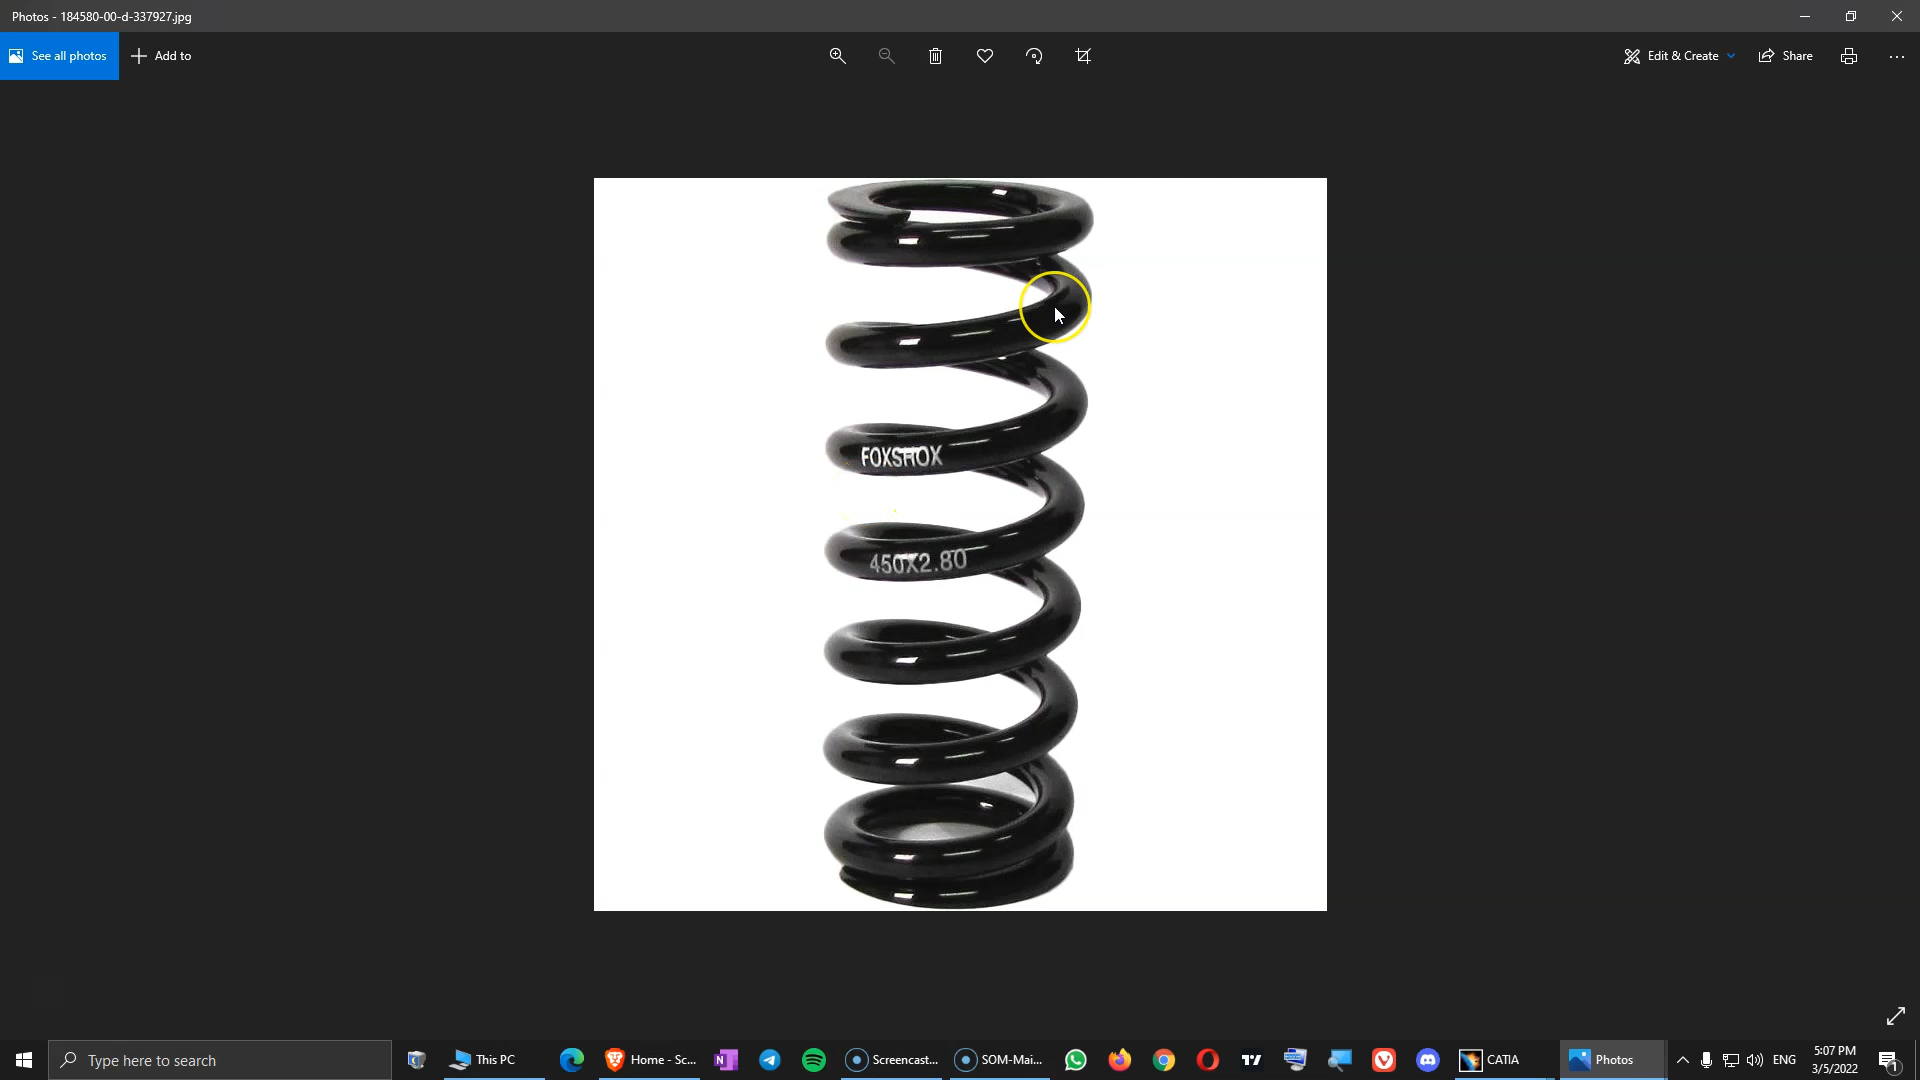 Photos - 184580-00-d-337927.jpg
See all photos
Add to
Edit & Create
Share
FOXSHOX
450X2.80
Type here to search
This PC
Home - Sc...
Screencast...
SOM-Mai...
CATIA
Photos
ENG
5:07 PM
3/5/2022
1